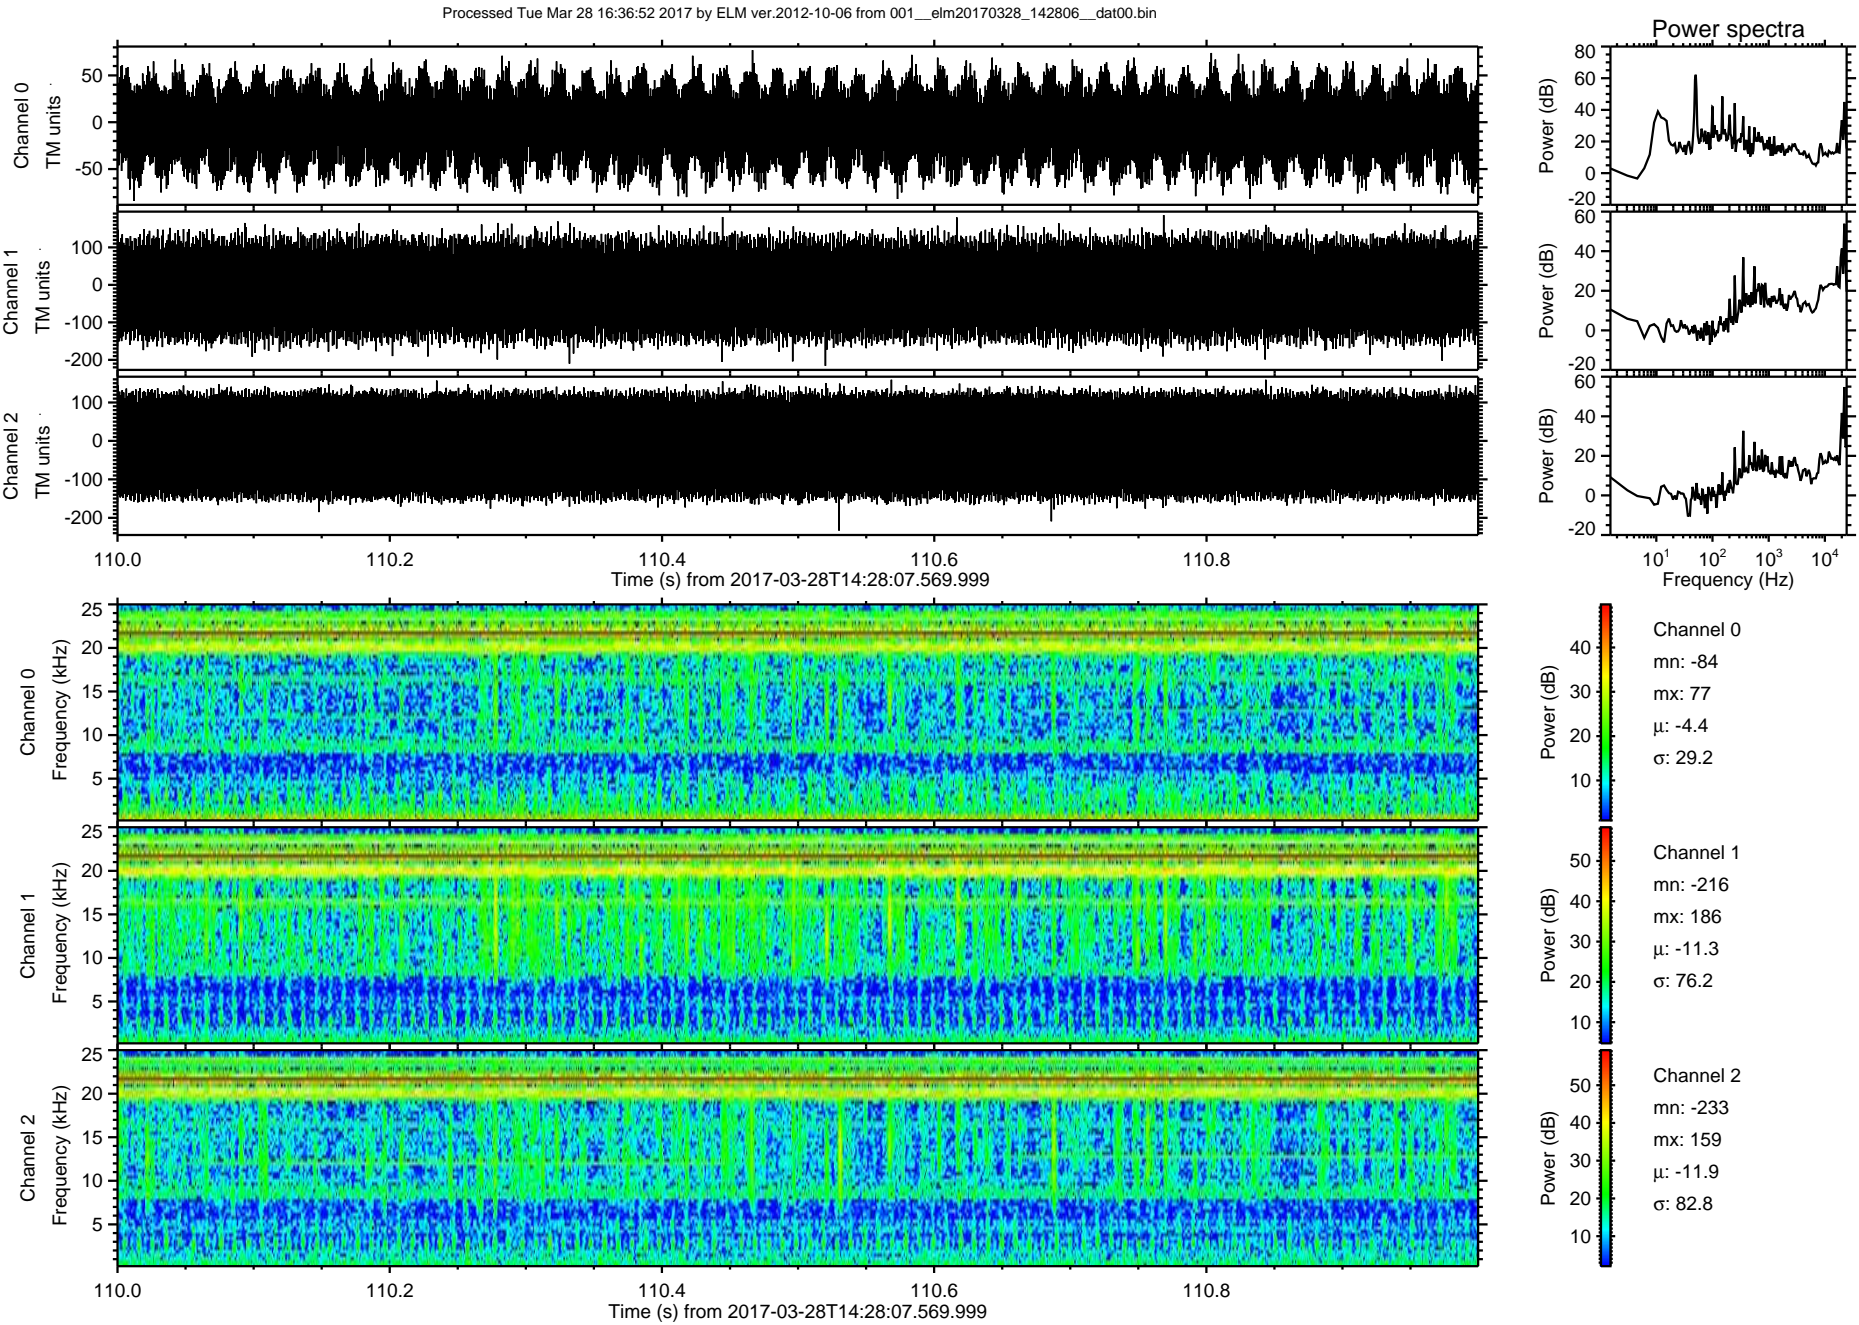 Processed Tue Mar 28 16:36:52 2017 by ELM ver.2012-10-06 from 001__elm20170328_142806__dat00.bin
Power spectra
Channel 0
TM units
50
0
-50
Power (dB)
80
60
40
20
0
-20
Channel 1
TM units
100
0
-100
-200
Power (dB)
60
40
20
0
-20
Channel 2
TM units
100
0
-100
-200
Power (dB)
60
40
20
0
-20
110.0 110.2 110.4 110.6 110.8
Time (s) from 2017-03-28T14:28:07.569.999
10¹ 10² 10³ 10⁴
Frequency (Hz)
Channel 0
Frequency (kHz)
25
20
15
10
5
Power (dB)
40
30
20
10
Channel 0
mn: -84
mx: 77
μ: -4.4
σ: 29.2
Channel 1
Frequency (kHz)
25
20
15
10
5
Power (dB)
50
40
30
20
10
Channel 1
mn: -216
mx: 186
μ: -11.3
σ: 76.2
Channel 2
Frequency (kHz)
25
20
15
10
5
Power (dB)
50
40
30
20
10
Channel 2
mn: -233
mx: 159
μ: -11.9
σ: 82.8
110.0 110.2 110.4 110.6 110.8
Time (s) from 2017-03-28T14:28:07.569.999